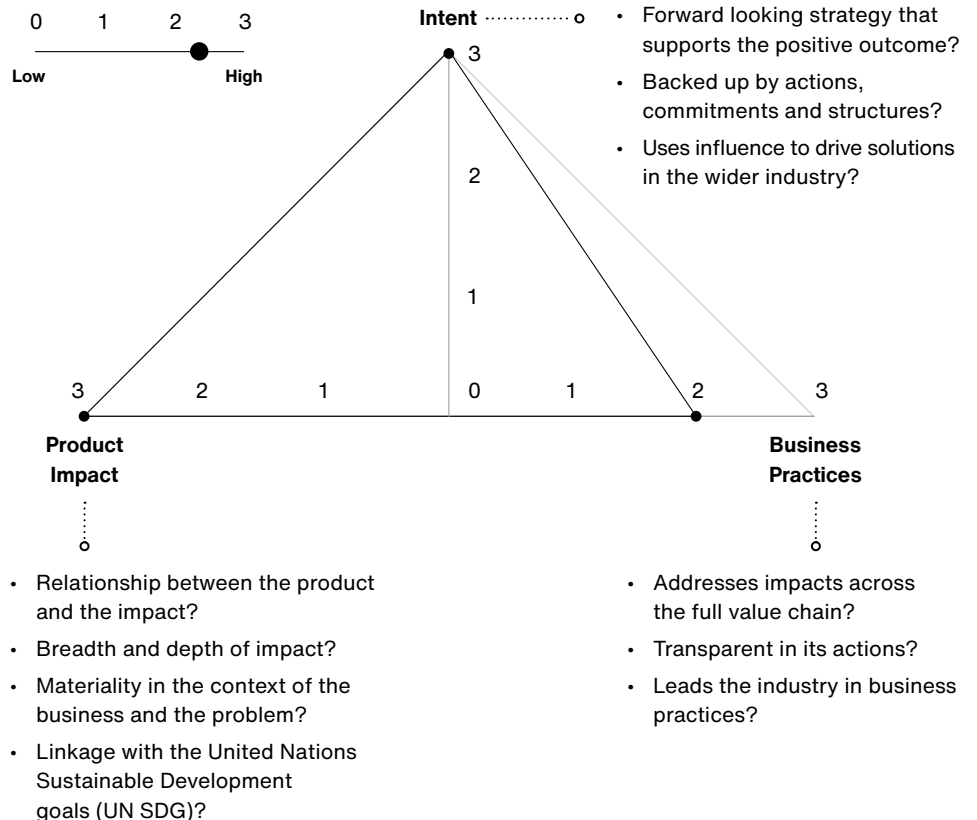 0 1 2 3
Low High
Intent
• Forward looking strategy that
supports the positive outcome?
• Backed up by actions,
commitments and structures?
• Uses influence to drive solutions
in the wider industry?
3
2
1
3 2 1 0 1 2 3
Product
Impact
Business
Practices
• Relationship between the product
and the impact?
• Breadth and depth of impact?
• Materiality in the context of the
business and the problem?
• Linkage with the United Nations
Sustainable Development
goals (UN SDG)?
• Addresses impacts across
the full value chain?
• Transparent in its actions?
• Leads the industry in business
practices?